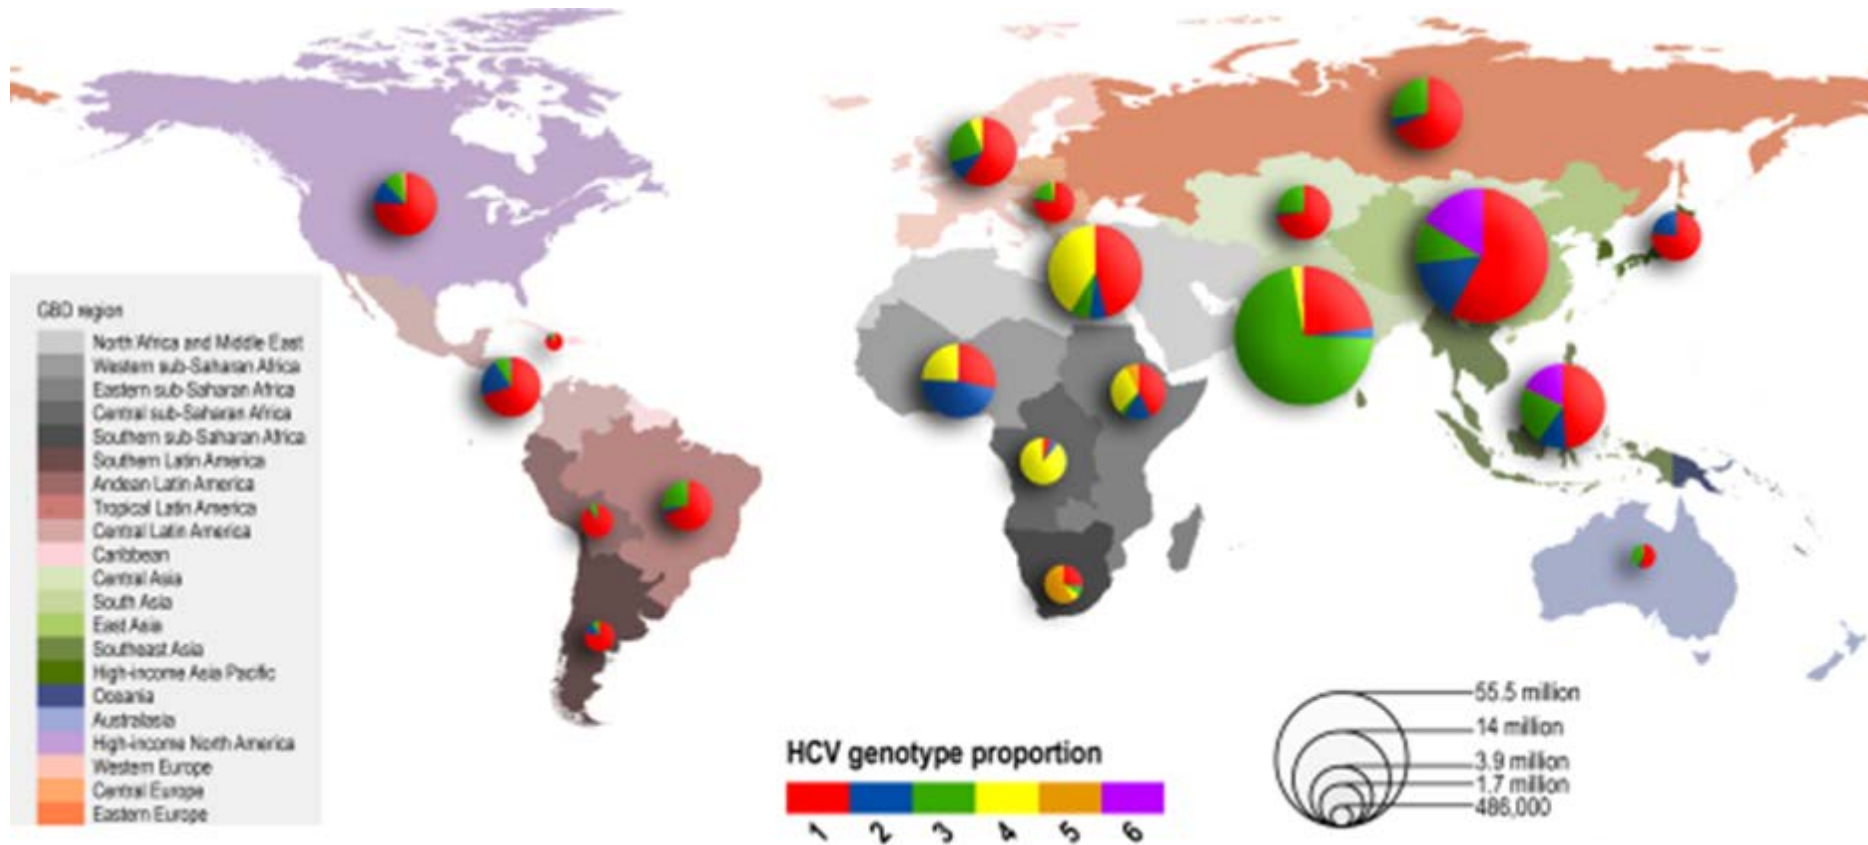 GBD region
North Africa and Middle East
Western sub-Saharan Africa
Eastern sub-Saharan Africa
Central sub-Saharan Africa
Southern sub-Saharan Africa
Southern Latin America
Andean Latin America
Tropical Latin America
Central Latin America
Caribbean
Central Asia
South Asia
East Asia
Southeast Asia
High-income Asia Pacific
Oceania
Australasia
High-income North America
Western Europe
Central Europe
Eastern Europe
HCV genotype proportion
1 2 3 4 5 6
55.5 million
14 million
3.9 million
1.7 million
486,000